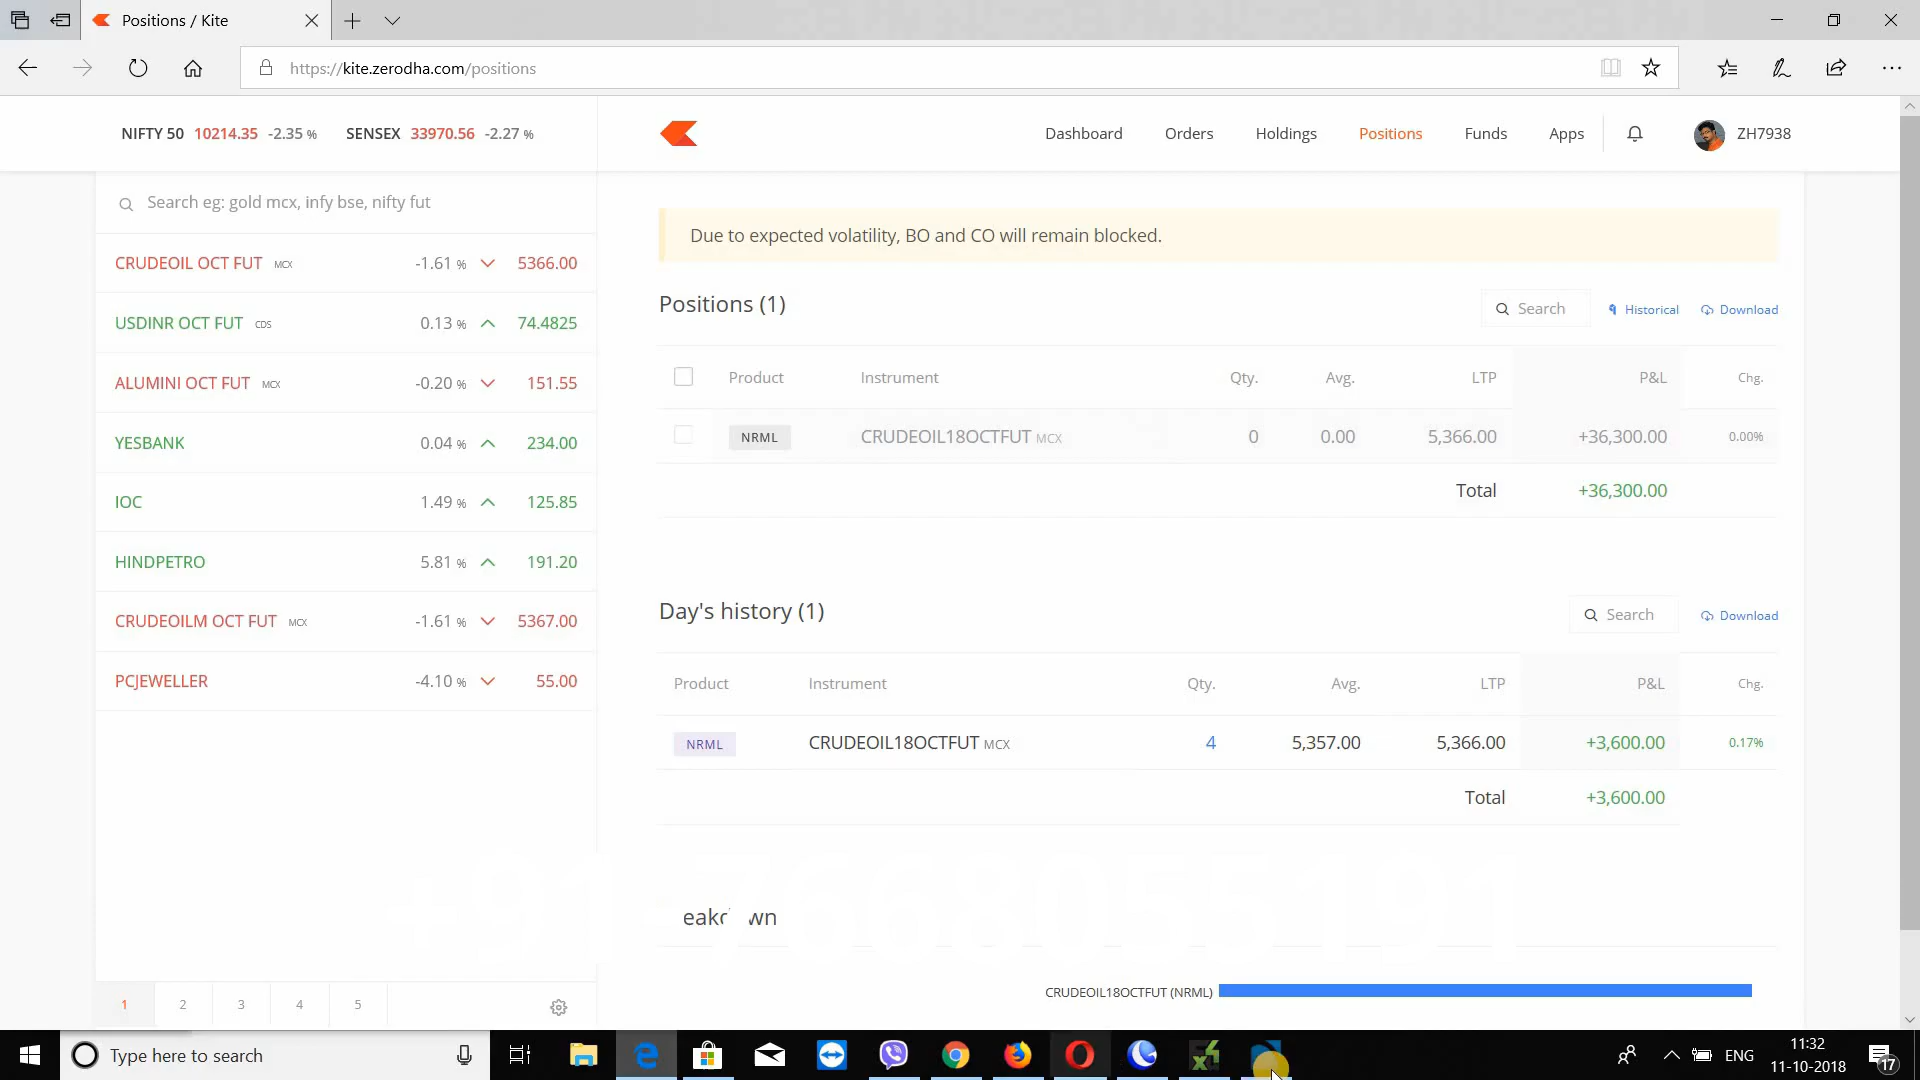 Positions / Kite
https://kite.zerodha.com/positions
NIFTY 50 10214.35 -2.35 % SENSEX 33970.56 -2.27 %
Dashboard Orders Holdings Positions Funds Apps ZH7938
Search eg: gold mcx, infy bse, nifty fut
CRUDEOIL OCT FUT MCX -1.61 % 5366.00
USDINR OCT FUT CDS 0.13 % 74.4825
ALUMINI OCT FUT MCX -0.20 % 151.55
YESBANK 0.04 % 234.00
IOC 1.49 % 125.85
HINDPETRO 5.81 % 191.20
CRUDEOILM OCT FUT MCX -1.61 % 5367.00
PCJEWELLER -4.10 % 55.00
1 2 3 4 5
Due to expected volatility, BO and CO will remain blocked.
Positions (1) Search Historical Download
Product Instrument Qty. Avg. LTP P&L Chg.
NRML CRUDEOIL18OCTFUT MCX 0 0.00 5,366.00 +36,300.00 0.00%
Total +36,300.00
Day's history (1) Search Download
Product Instrument Qty. Avg. LTP P&L Chg.
NRML CRUDEOIL18OCTFUT MCX 4 5,357.00 5,366.00 +3,600.00 0.17%
Total +3,600.00
+91-7668055191
CRUDEOIL18OCTFUT (NRML)
Type here to search
ENG
11:32
11-10-2018
17